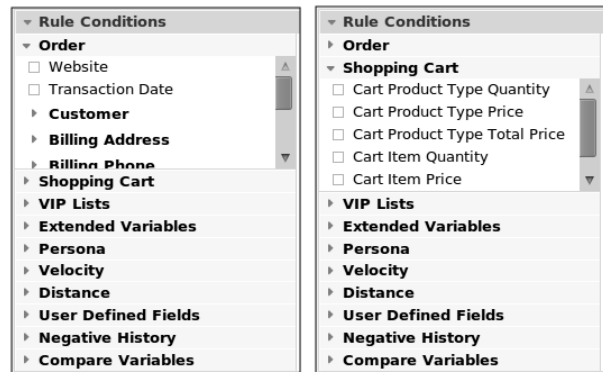 Rule Conditions
Order
Website
Transaction Date
Customer
Billing Address
Billing Phone
Shopping Cart
VIP Lists
Extended Variables
Persona
Velocity
Distance
User Defined Fields
Negative History
Compare Variables
Rule Conditions
Order
Shopping Cart
Cart Product Type Quantity
Cart Product Type Price
Cart Product Type Total Price
Cart Item Quantity
Cart Item Price
VIP Lists
Extended Variables
Persona
Velocity
Distance
User Defined Fields
Negative History
Compare Variables